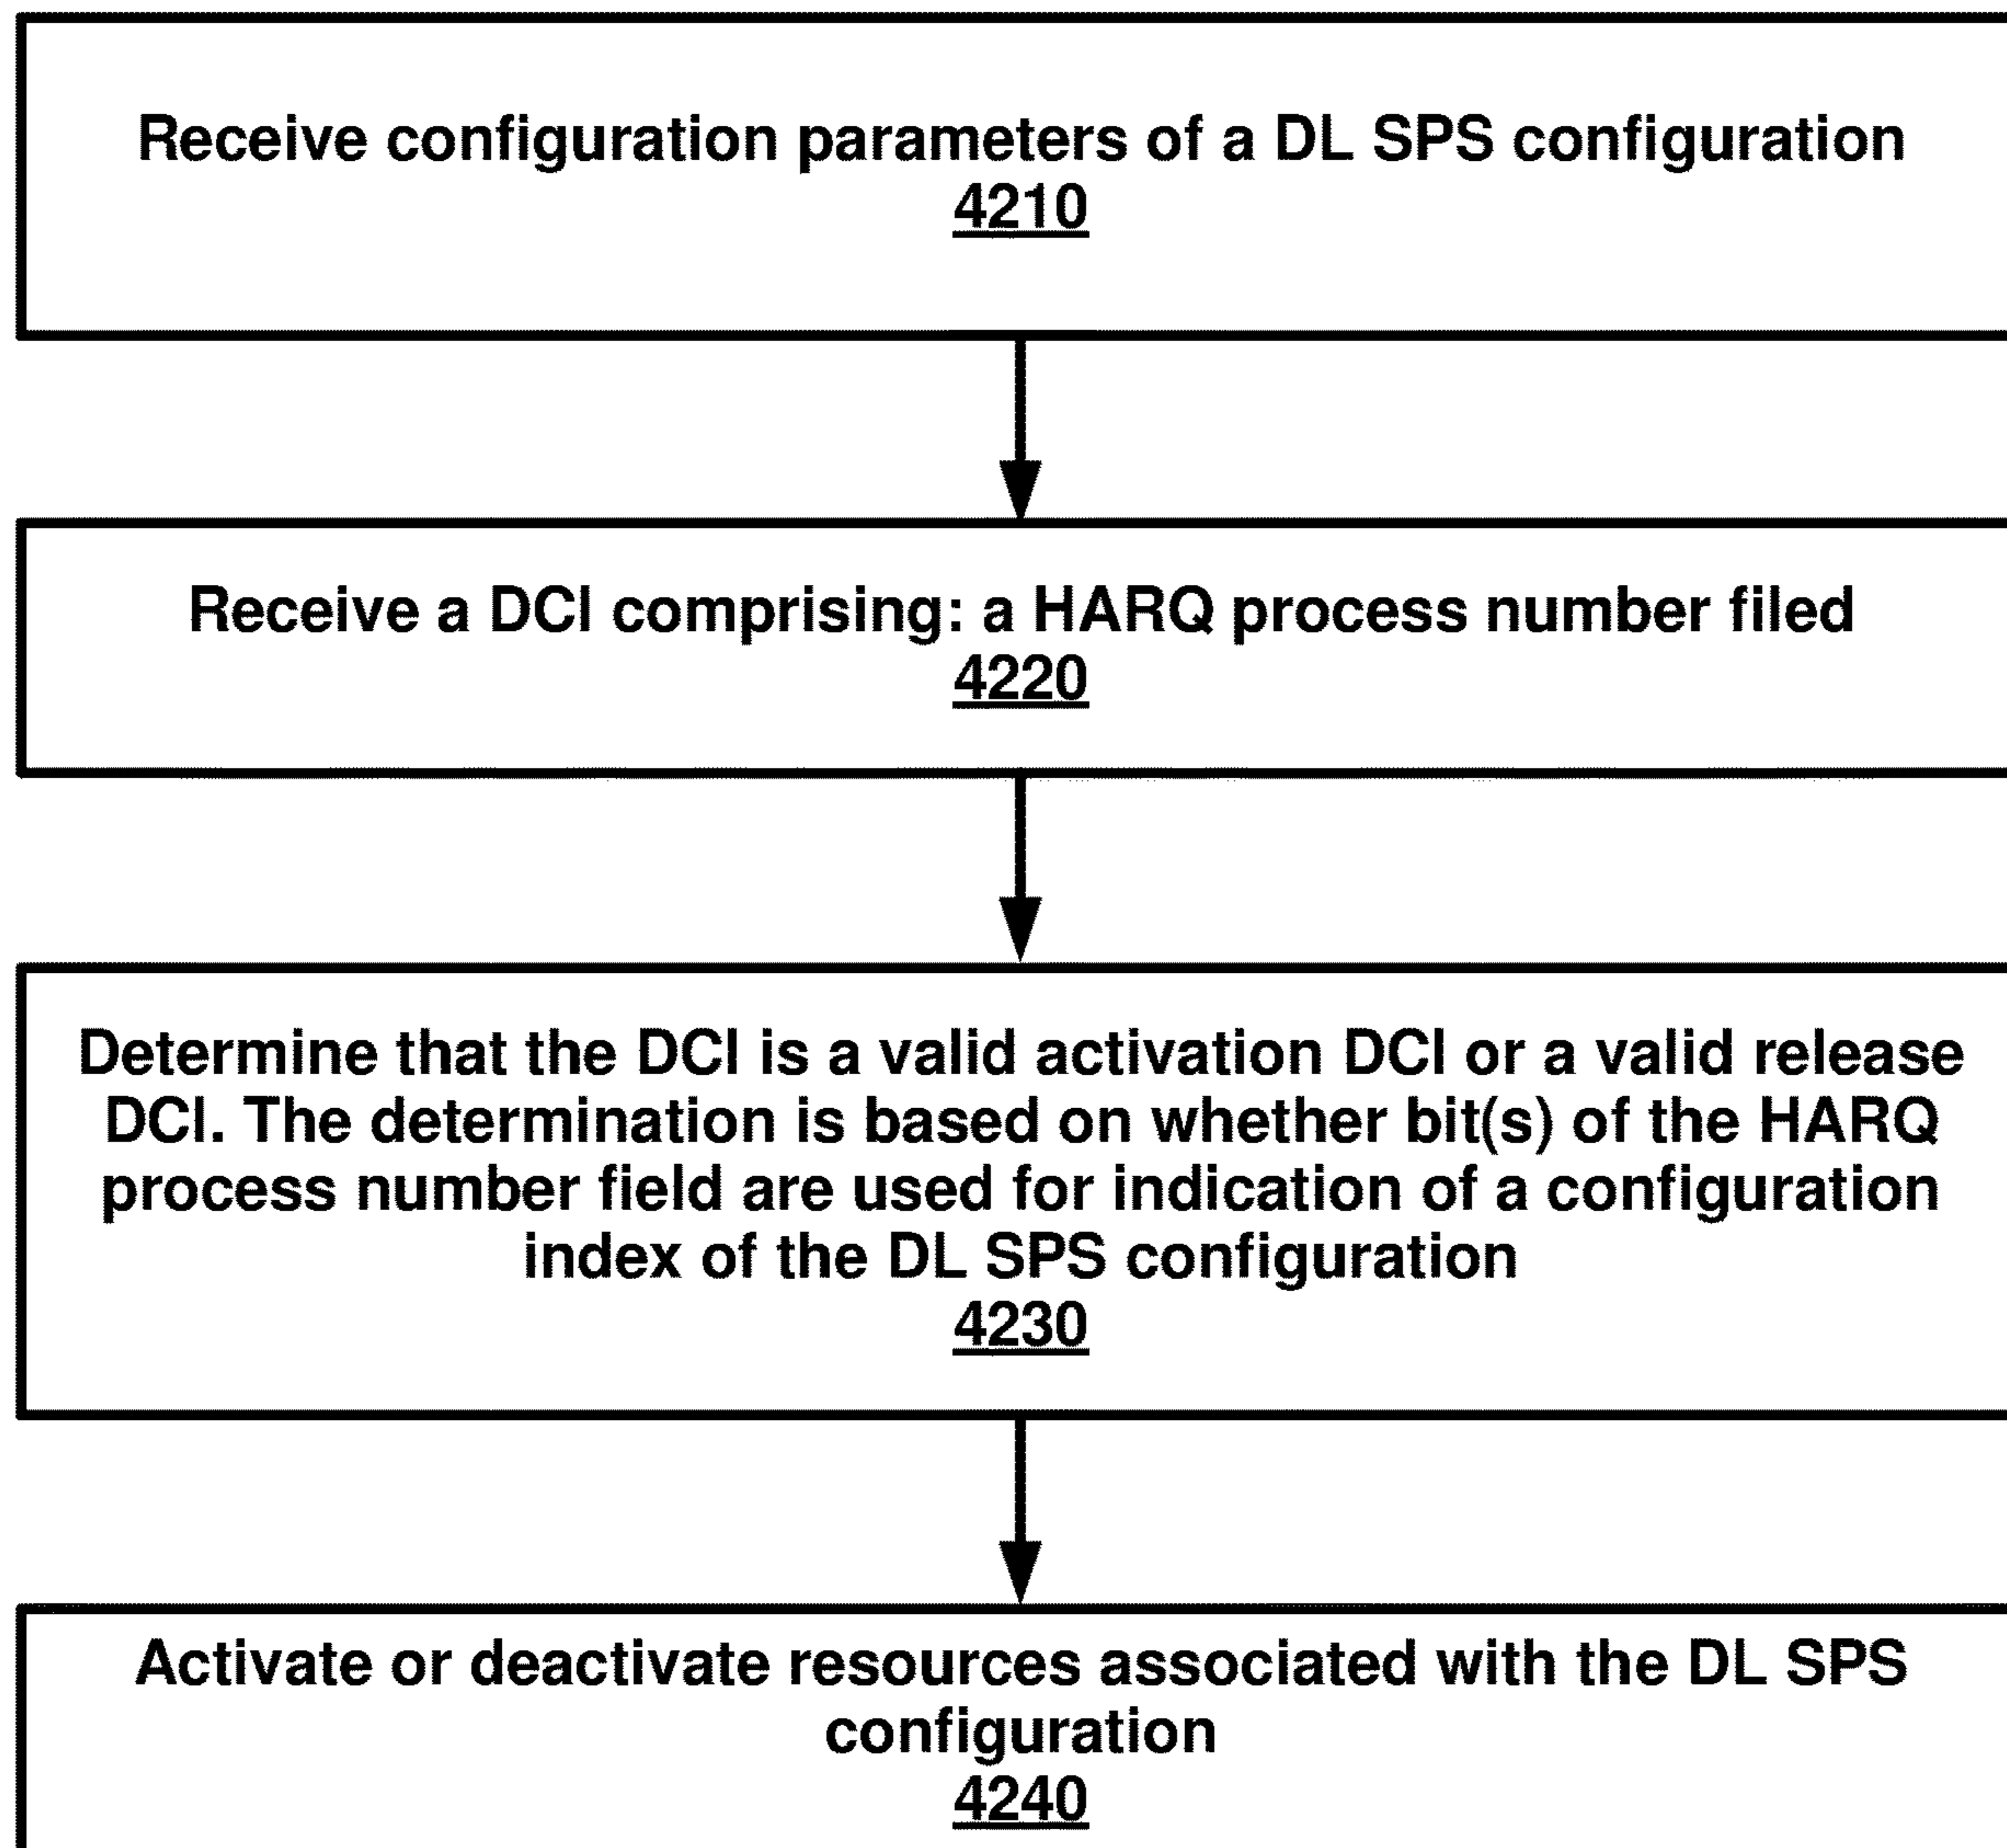 Receive configuration parameters of a DL SPS configuration
4210
Receive a DCI comprising: a HARQ process number filed
4220
Determine that the DCI is a valid activation DCI or a valid release
DCI. The determination is based on whether bit(s) of the HARQ
process number field are used for indication of a configuration
index of the DL SPS configuration
4230
Activate or deactivate resources associated with the DL SPS
configuration
4240